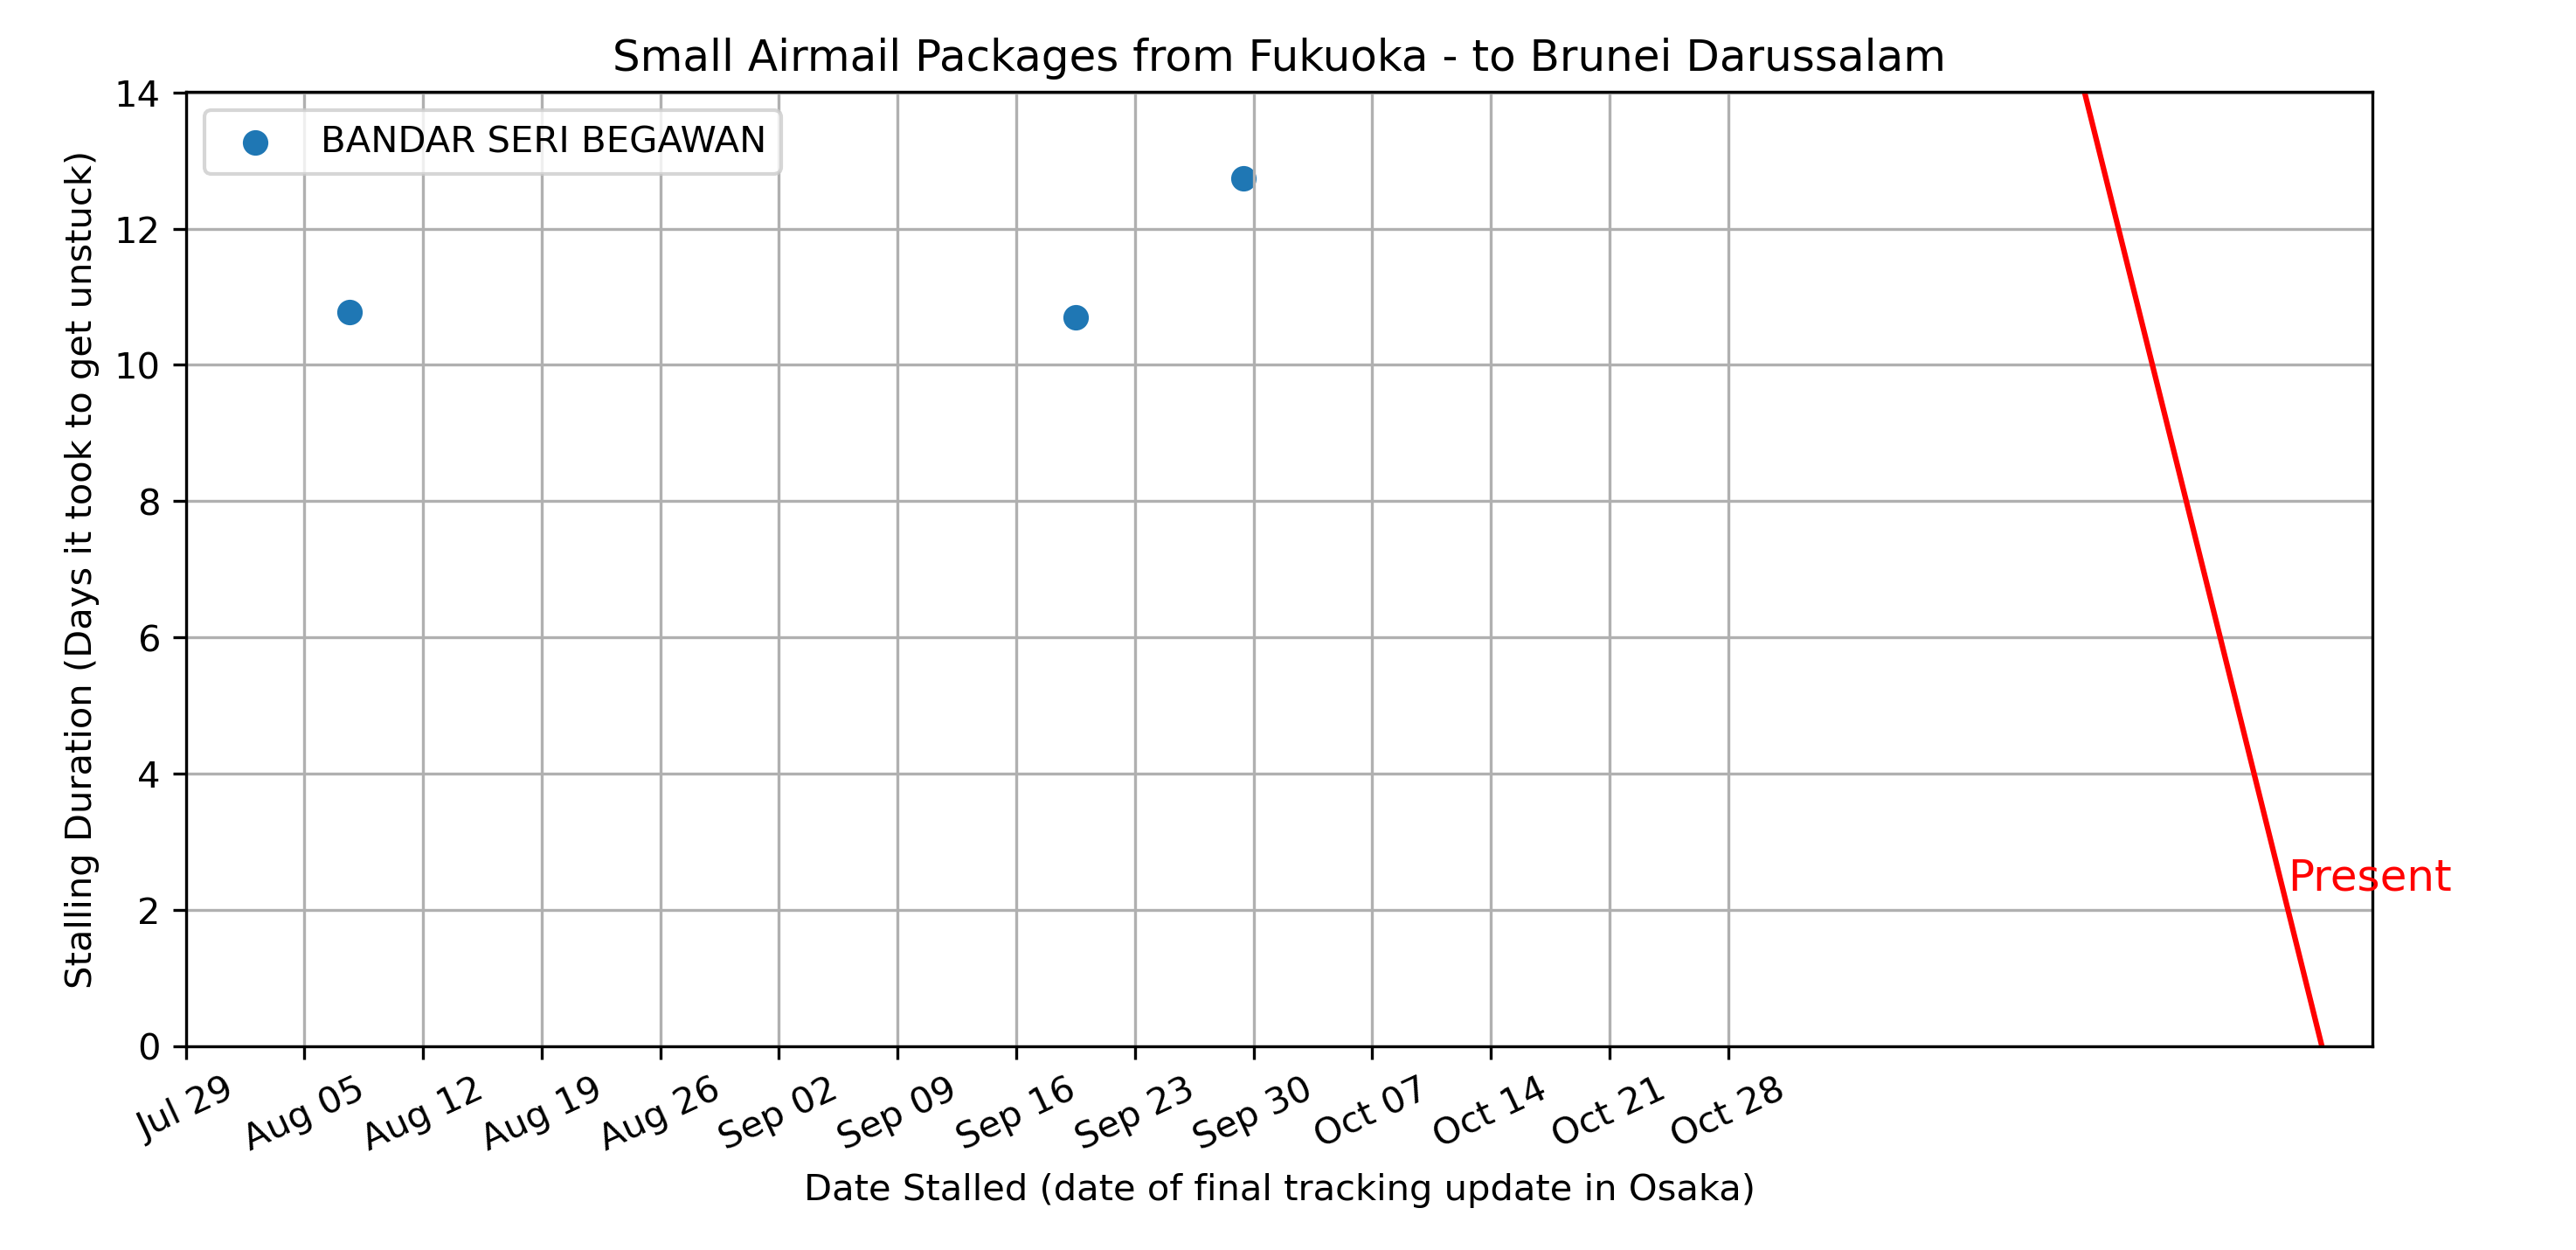 Small Airmail Packages from Fukuoka - to Brunei Darussalam
BANDAR SERI BEGAWAN
Stalling Duration (Days it took to get unstuck)
14
12
10
8
6
4
2
0
Present
Jul 29
Aug 05
Aug 12
Aug 19
Aug 26
Sep 02
Sep 09
Sep 16
Sep 23
Sep 30
Oct 07
Oct 14
Oct 21
Oct 28
Date Stalled (date of final tracking update in Osaka)